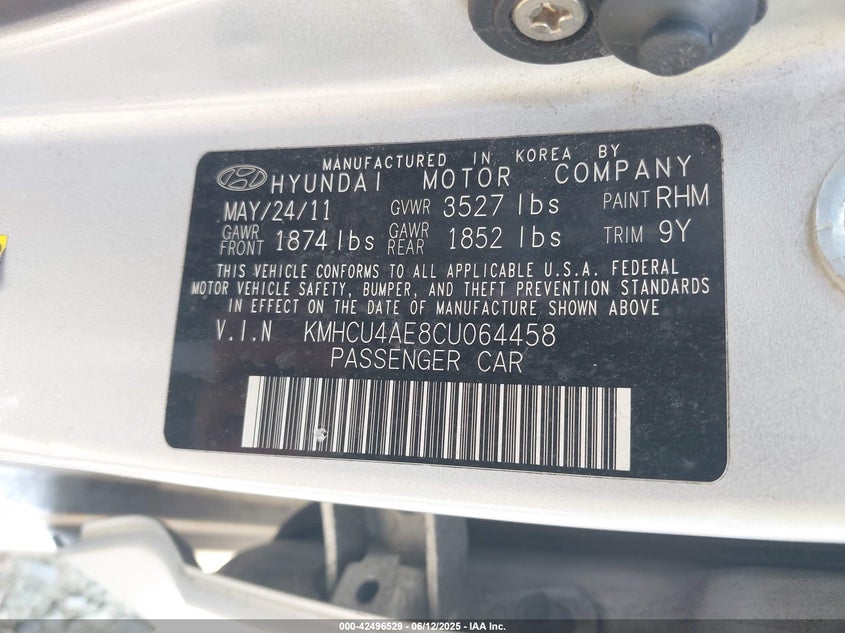 MANUFACTURED IN KOREA BY
HYUNDAI MOTOR COMPANY
MAY/24/11 GVWR 3527 lbs PAINT RHM
GAWR FRONT 1874 lbs GAWR REAR 1852 lbs TRIM 9Y
THIS VEHICLE CONFORMS TO ALL APPLICABLE U.S.A. FEDERAL
MOTOR VEHICLE SAFETY, BUMPER, AND THEFT PREVENTION STANDARDS
IN EFFECT ON THE DATE OF MANUFACTURE SHOWN ABOVE
V.I.N KMHCU4AE8CU064458
PASSENGER CAR
000-42496529 - 06/12/2025 - IAA Inc.